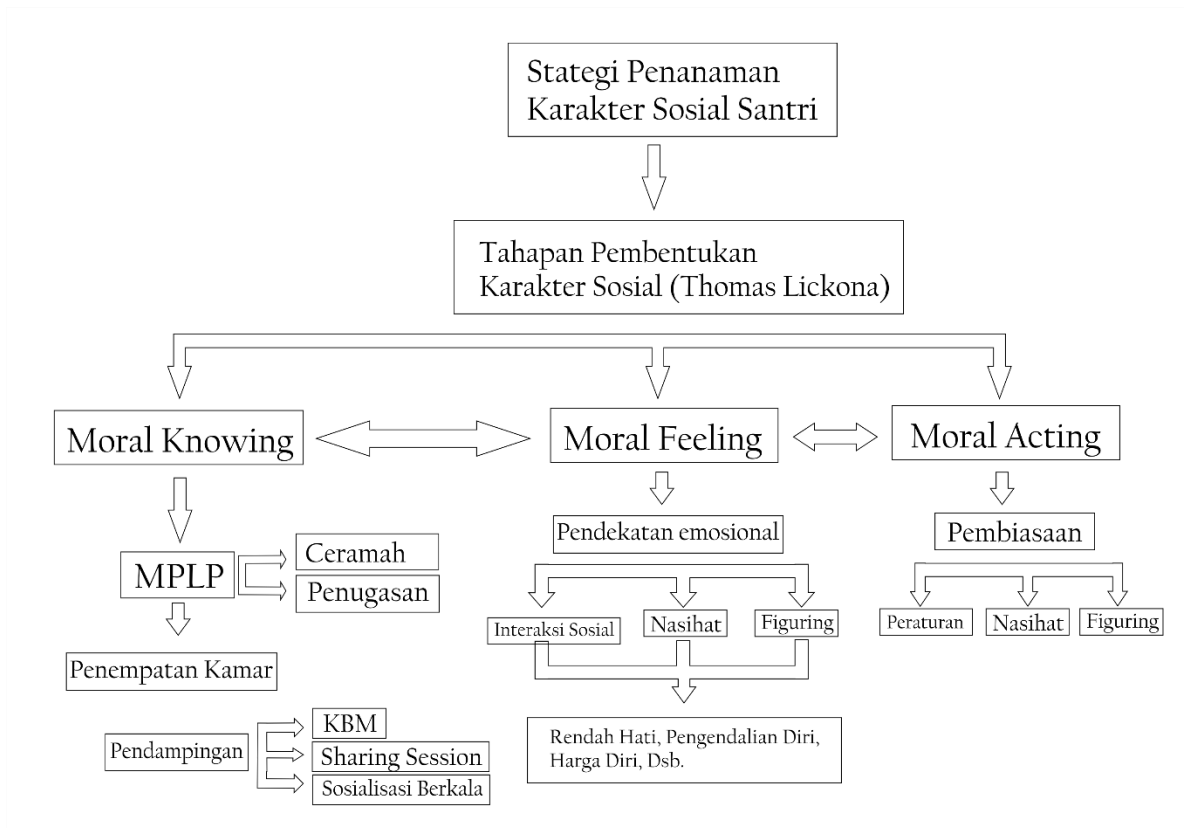 Stategi Penanaman
Karakter Sosial Santri
Tahapan Pembentukan
Karakter Sosial (Thomas Lickona)
Moral Knowing
Moral Feeling
Moral Acting
MPLP
Ceramah
Penugasan
Penempatan Kamar
Pendampingan
KBM
Sharing Session
Sosialisasi Berkala
Pendekatan emosional
Interaksi Sosial
Nasihat
Figuring
Rendah Hati, Pengendalian Diri,
Harga Diri, Dsb.
Pembiasaan
Peraturan
Nasihat
Figuring